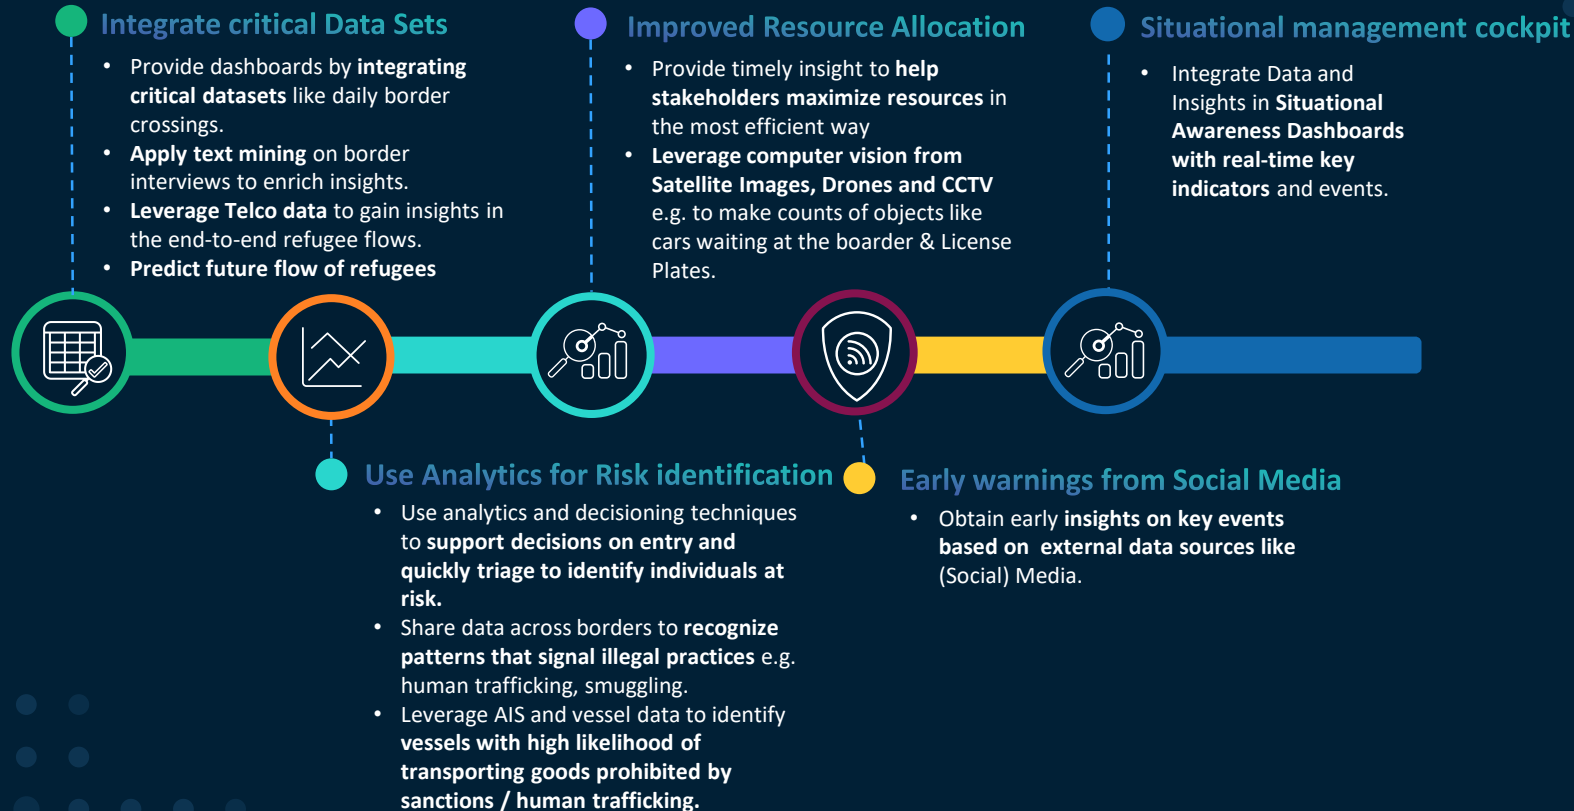 Integrate critical Data Sets
• Provide dashboards by integrating
critical datasets like daily border
crossings.
• Apply text mining on border
interviews to enrich insights.
• Leverage Telco data to gain insights in
the end-to-end refugee flows.
• Predict future flow of refugees
Improved Resource Allocation
• Provide timely insight to help
stakeholders maximize resources in
the most efficient way
• Leverage computer vision from
Satellite Images, Drones and CCTV
e.g. to make counts of objects like
cars waiting at the boarder & License
Plates.
Situational management cockpit
• Integrate Data and
Insights in Situational
Awareness Dashboards
with real-time key
indicators and events.
Use Analytics for Risk identification
• Use analytics and decisioning techniques
to support decisions on entry and
quickly triage to identify individuals at
risk.
• Share data across borders to recognize
patterns that signal illegal practices e.g.
human trafficking, smuggling.
• Leverage AIS and vessel data to identify
vessels with high likelihood of
transporting goods prohibited by
sanctions / human trafficking.
Early warnings from Social Media
• Obtain early insights on key events
based on external data sources like
(Social) Media.